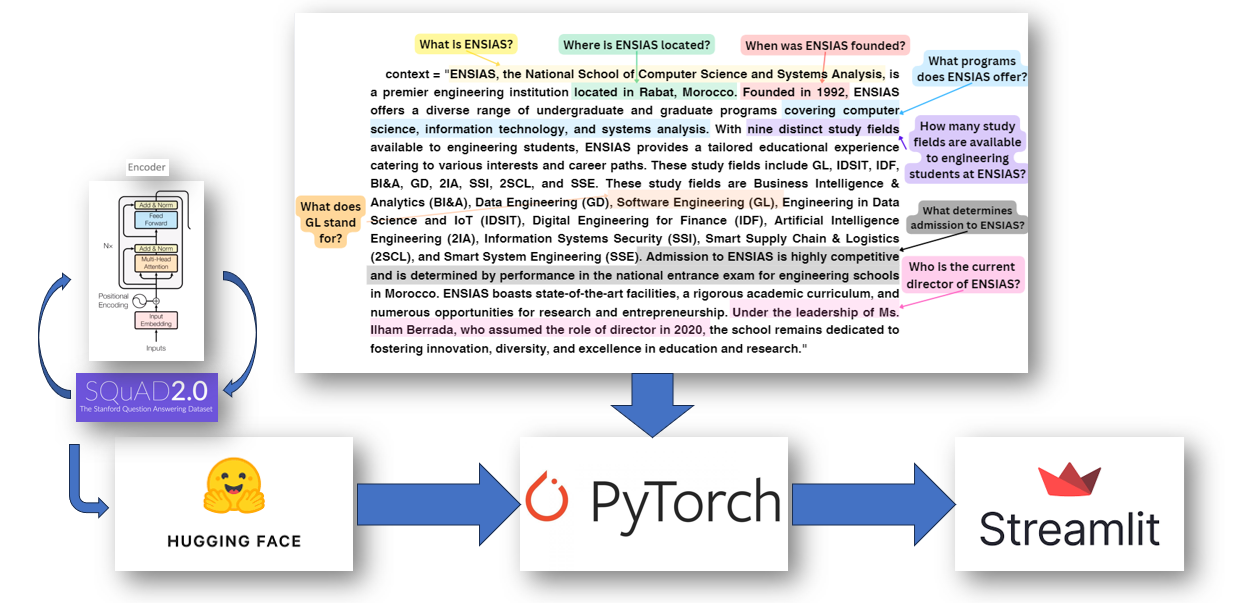 What is ENSIAS?
Where is ENSIAS located?
When was ENSIAS founded?
What programs
does ENSIAS offer?
How many study
fields are available
to engineering
students at ENSIAS?
What does
GL stand
for?
What determines
admission to ENSIAS?
Who is the current
director of ENSIAS?
context = "ENSIAS, the National School of Computer Science and Systems Analysis, is
a premier engineering institution located in Rabat, Morocco. Founded in 1992, ENSIAS
offers a diverse range of undergraduate and graduate programs covering computer
science, information technology, and systems analysis. With nine distinct study fields
available to engineering students, ENSIAS provides a tailored educational experience
catering to various interests and career paths. These study fields include GL, IDSIT, IDF,
BI&A, GD, 2IA, SSI, 2SCL, and SSE. These study fields are Business Intelligence &
Analytics (BI&A), Data Engineering (GD), Software Engineering (GL), Engineering in Data
Science and IoT (IDSIT), Digital Engineering for Finance (IDF), Artificial Intelligence
Engineering (2IA), Information Systems Security (SSI), Smart Supply Chain & Logistics
(2SCL), and Smart System Engineering (SSE). Admission to ENSIAS is highly competitive
and is determined by performance in the national entrance exam for engineering schools
in Morocco. ENSIAS boasts state-of-the-art facilities, a rigorous academic curriculum, and
numerous opportunities for research and entrepreneurship. Under the leadership of Ms.
Ilham Berrada, who assumed the role of director in 2020, the school remains dedicated to
fostering innovation, diversity, and excellence in education and research."
Encoder
Add & Norm
Feed
Forward
N×
Add & Norm
Multi-Head
Attention
Positional
Encoding
Input
Embedding
Inputs
SQuAD2.0
The Stanford Question Answering Dataset
HUGGING FACE
PyTorch
Streamlit